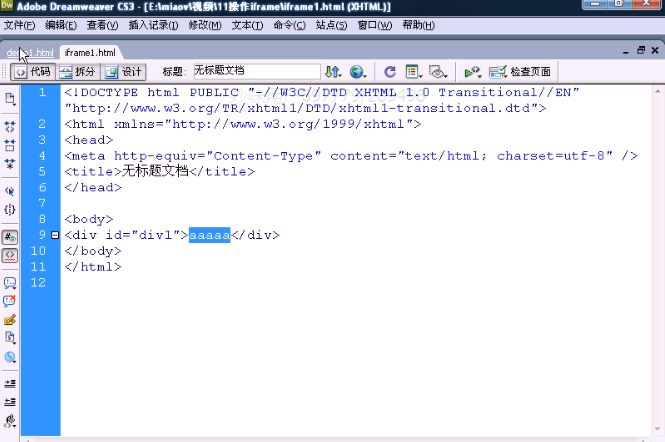 Adobe Dreamweaver CS3 - [E:\miaov\视频\11操作iframe\iframe1.html (XHTML)]
文件(F) 编辑(E) 查看(V) 插入记录(I) 修改(M) 文本(T) 命令(C) 站点(S) 窗口(W) 帮助(H)
demo1.html iframe1.html
代码 拆分 设计 标题: 无标题文档 检查页面
1 <!DOCTYPE html PUBLIC "-//W3C//DTD XHTML 1.0 Transitional//EN"
"http://www.w3.org/TR/xhtml1/DTD/xhtml1-transitional.dtd">
2 <html xmlns="http://www.w3.org/1999/xhtml">
3 <head>
4 <meta http-equiv="Content-Type" content="text/html; charset=utf-8" />
5 <title>无标题文档</title>
6 </head>
7
8 <body>
9 <div id="div1">aaaaa</div>
10 </body>
11 </html>
12